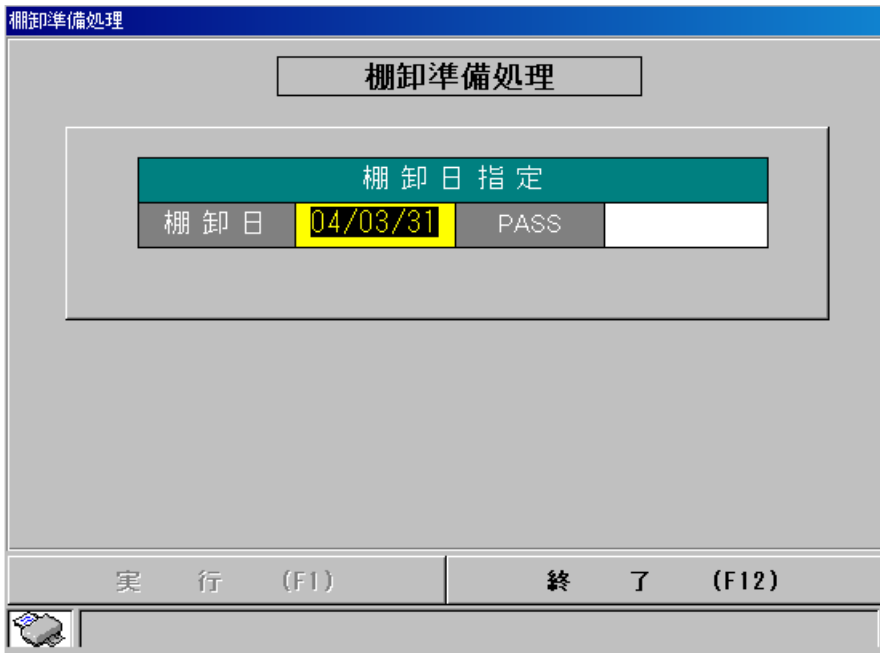 棚卸準備処理
棚卸準備処理
棚 卸 日 指 定
棚 卸 日 04/03/31 PASS
実 行 (F1) 終 了 (F12)